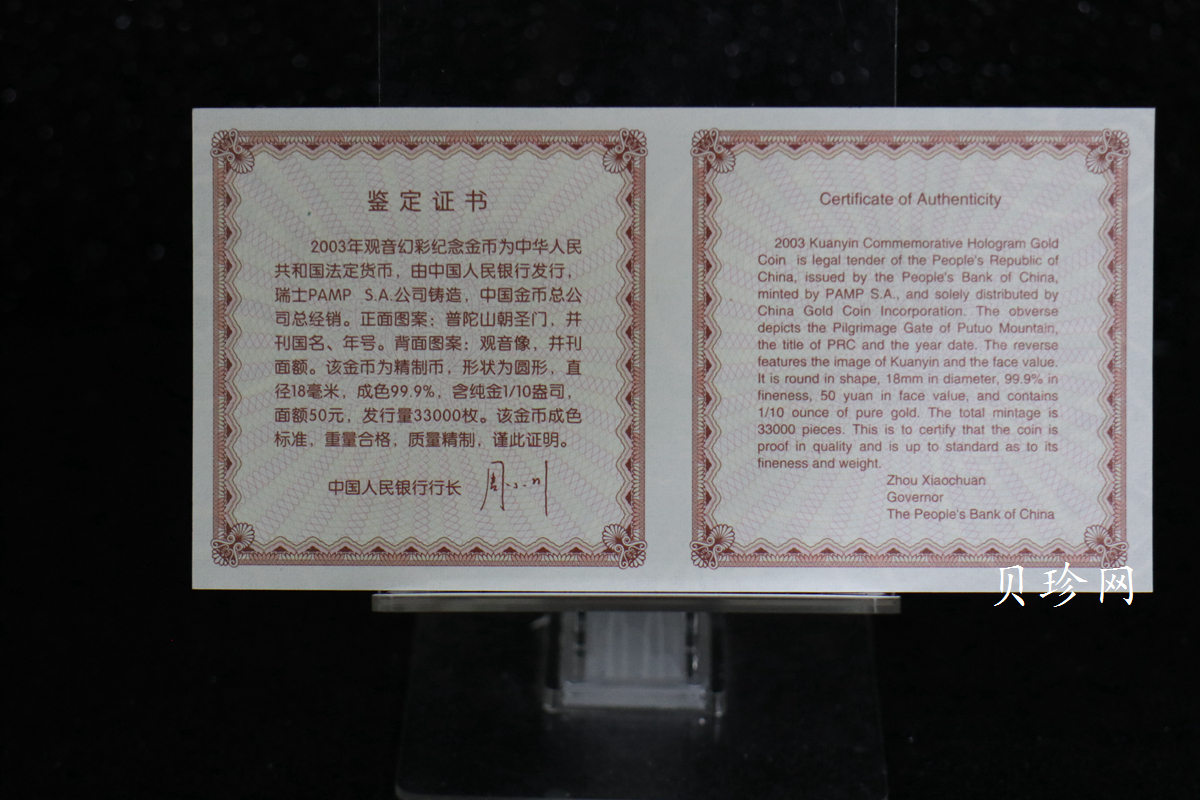 鉴定证书
2003年观音幻彩纪念金币为中华人民
共和国法定货币，由中国人民银行发行，
瑞士PAMP S.A.公司铸造，中国金币总公
司总经销。正面图案：普陀山朝圣门，并
刊国名、年号。背面图案：观音像，并刊
面额。该金币为精制币，形状为圆形，直
径18毫米，成色99.9%，含纯金1/10盎司，
面额50元，发行量33000枚。该金币成色
标准，重量合格，质量精制，谨此证明。
中国人民银行行长 周小川
Certificate of Authenticity
2003 Kuanyin Commemorative Hologram Gold
Coin is legal tender of the People's Republic of
China, issued by the People's Bank of China,
minted by PAMP S.A., and solely distributed by
China Gold Coin Incorporation. The obverse
depicts the Pilgrimage Gate of Putuo Mountain,
the title of PRC and the year date. The reverse
features the image of Kuanyin and the face value.
It is round in shape, 18mm in diameter, 99.9% in
fineness, 50 yuan in face value, and contains
1/10 ounce of pure gold. The total mintage is
33000 pieces. This is to certify that the coin is
proof in quality and is up to standard as to its
fineness and weight.
Zhou Xiaochuan
Governor
The People's Bank of China
贝珍网